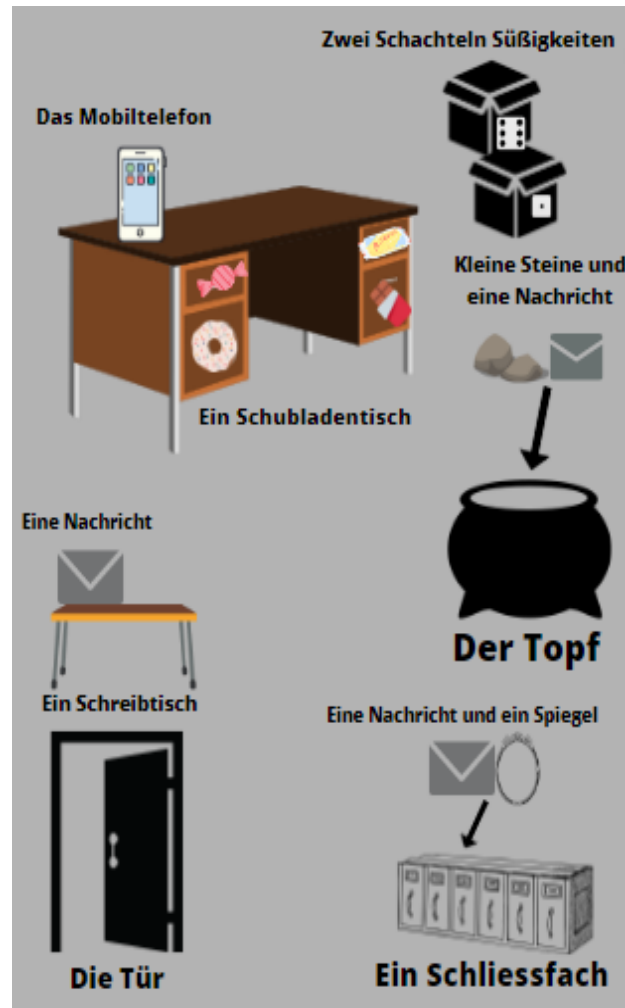 Zwei Schachteln Süßigkeiten
Das Mobiltelefon
Kleine Steine und
eine Nachricht
Ein Schubladentisch
Eine Nachricht
Der Topf
Ein Schreibtisch
Eine Nachricht und ein Spiegel
Die Tür
Ein Schliessfach